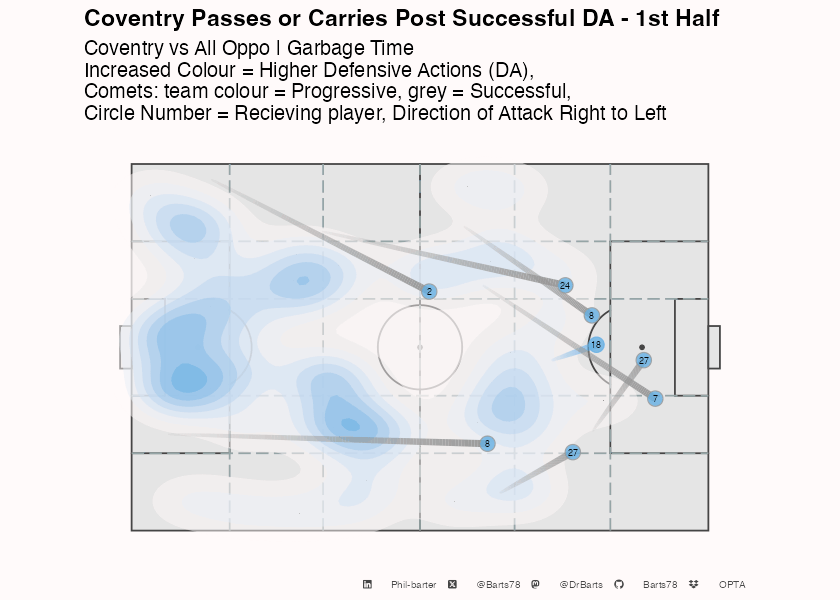 Coventry Passes or Carries Post Successful DA - 1st Half
Coventry vs All Oppo | Garbage Time
Increased Colour = Higher Defensive Actions (DA),
Comets: team colour = Progressive, grey = Successful,
Circle Number = Recieving player, Direction of Attack Right to Left
2
24
8
18
27
7
8
27
Phil-barter @Barts78 @DrBarts Barts78 OPTA